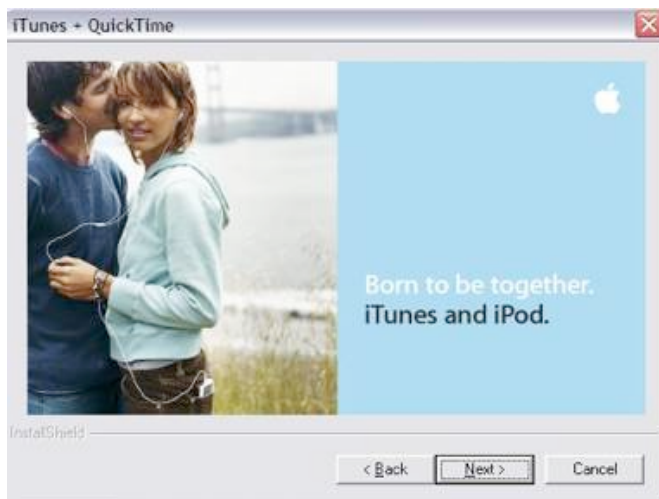 iTunes + QuickTime
Born to be together.
iTunes and iPod.
InstallShield
< Back
Next >
Cancel